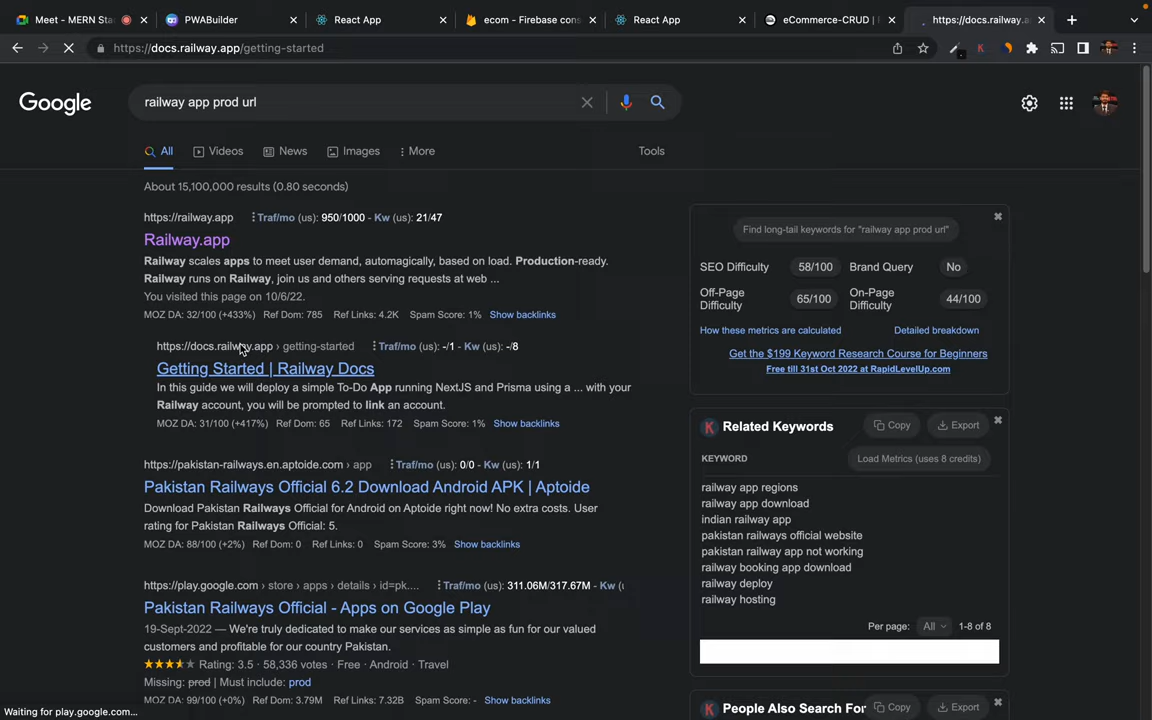 Meet - MERN Sta
PWABuilder
React App
ecom - Firebase cons
React App
eCommerce-CRUD |
https://docs.railway.a
https://docs.railway.app/getting-started
Google
railway app prod url
All
Videos
News
Images
More
Tools
About 15,100,000 results (0.80 seconds)
https://railway.app
Traf/mo (us): 950/1000 - Kw (us): 21/47
Railway.app
Railway scales apps to meet user demand, automagically, based on load. Production-ready.
Railway runs on Railway, join us and others serving requests at web ...
You visited this page on 10/6/22.
MOZ DA: 32/100 (+433%) Ref Dom: 785 Ref Links: 4.2K Spam Score: 1% Show backlinks
https://docs.railway.app › getting-started
Traf/mo (us): -/1 - Kw (us): -/8
Getting Started | Railway Docs
In this guide we will deploy a simple To-Do App running NextJS and Prisma using a ... with your
Railway account, you will be prompted to link an account.
MOZ DA: 31/100 (+417%) Ref Dom: 65 Ref Links: 172 Spam Score: 1% Show backlinks
https://pakistan-railways.en.aptoide.com › app
Traf/mo (us): 0/0 - Kw (us): 1/1
Pakistan Railways Official 6.2 Download Android APK | Aptoide
Download Pakistan Railways Official for Android on Aptoide right now! No extra costs. User
rating for Pakistan Railways Official: 5.
MOZ DA: 88/100 (+2%) Ref Dom: 0 Ref Links: 0 Spam Score: 3% Show backlinks
https://play.google.com › store › apps › details › id=pk....
Traf/mo (us): 311.06M/317.67M - Kw (u
Pakistan Railways Official - Apps on Google Play
19-Sept-2022 — We're truly dedicated to make our services as simple as fun for our valued
customers and profitable for our country Pakistan.
Rating: 3.5 · 58,336 votes · Free · Android · Travel
Missing: prod | Must include: prod
MOZ DA: 99/100 (+0%) Ref Dom: 3.79M Ref Links: 7.32B Spam Score: - Show backlinks
Waiting for play.google.com...
Find long-tail keywords for "railway app prod url"
SEO Difficulty 58/100 Brand Query No
Off-Page Difficulty 65/100 On-Page Difficulty 44/100
How these metrics are calculated
Detailed breakdown
Get the $199 Keyword Research Course for Beginners
Free till 31st Oct 2022 at RapidLevelUp.com
Related Keywords
Copy
Export
KEYWORD
Load Metrics (uses 8 credits)
railway app regions
railway app download
indian railway app
pakistan railways official website
pakistan railway app not working
railway booking app download
railway deploy
railway hosting
Per page: All 1-8 of 8
People Also Search For
Copy
Export